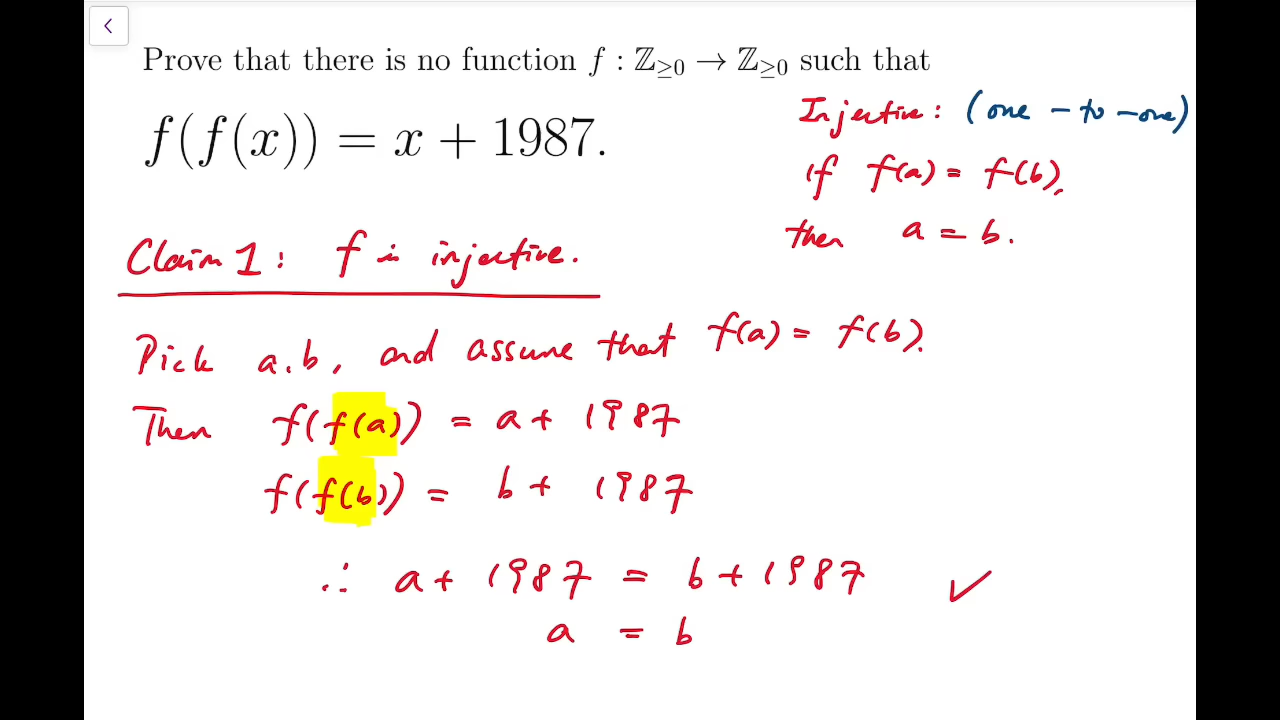 Prove that there is no function f : ℤ≥0 → ℤ≥0 such that
f(f(x)) = x + 1987.
Injective: (one-to-one)
if f(a) = f(b),
then a = b.
Claim 1: f is injective.
Pick a, b, and assume that f(a) = f(b).
Then f(f(a)) = a + 1987
f(f(b)) = b + 1987
∴ a + 1987 = b + 1987 ✓
a = b